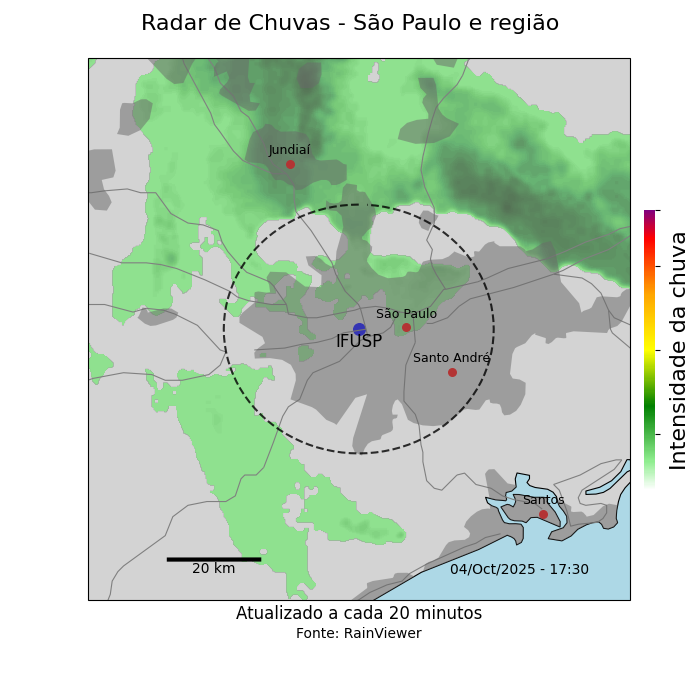 Radar de Chuvas - São Paulo e região
Jundiaí
São Paulo
IFUSP
Santo André
Santos
20 km
04/Oct/2025 - 17:30
Intensidade da chuva
Atualizado a cada 20 minutos
Fonte: RainViewer